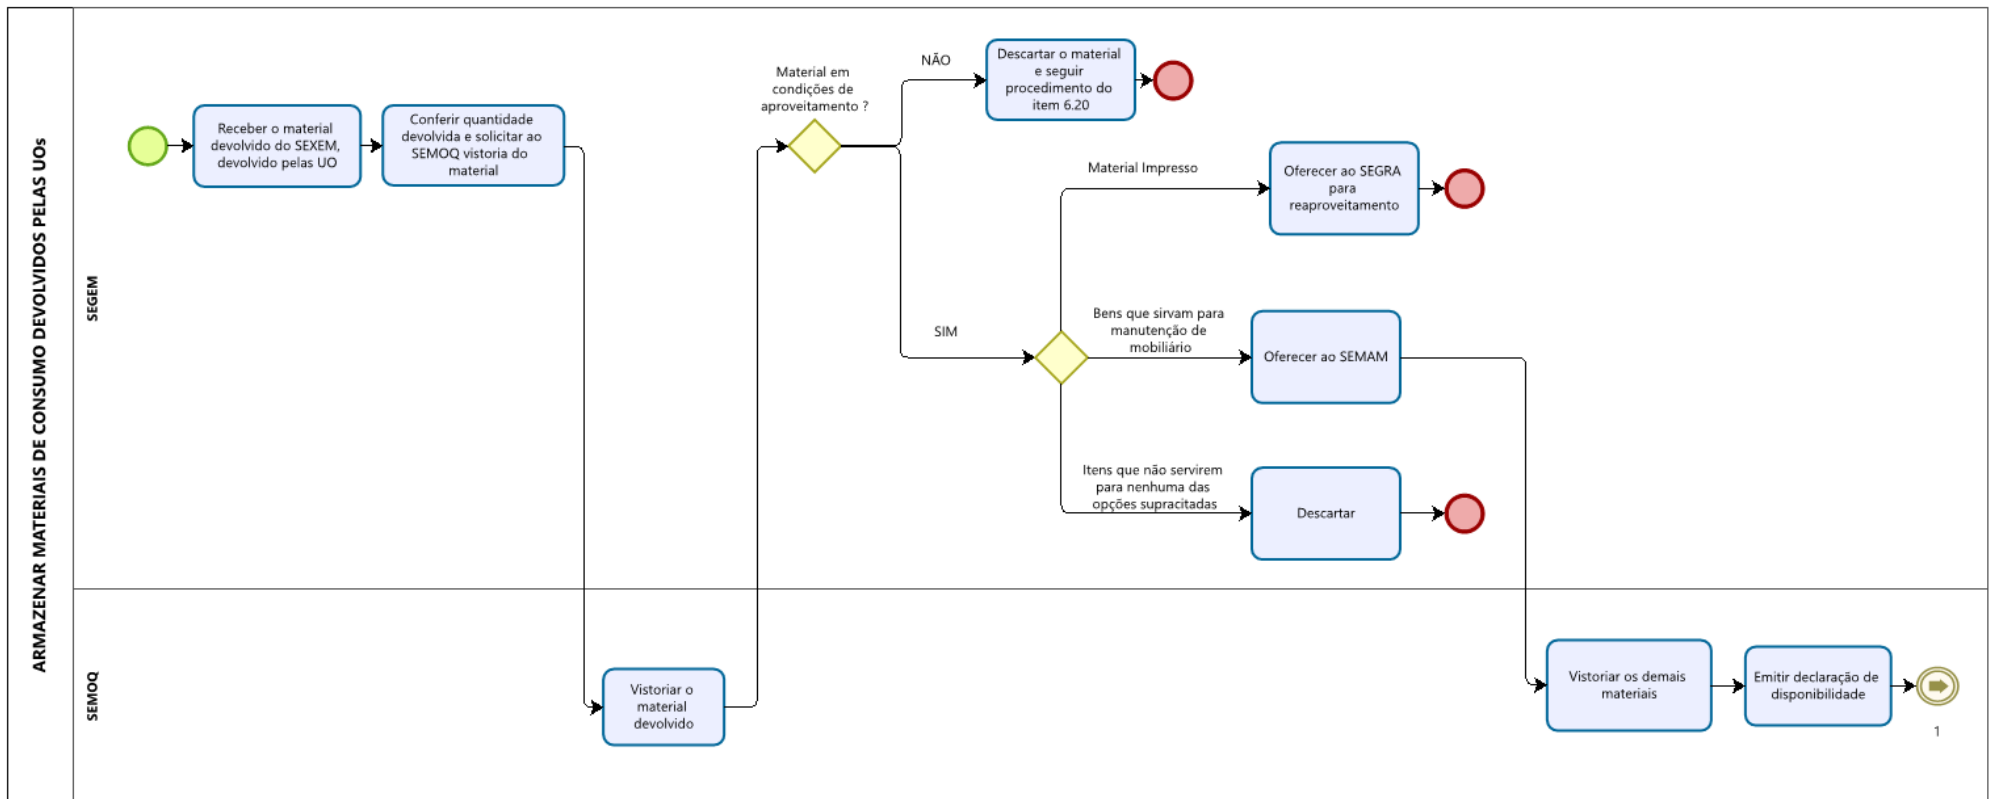 ARMAZENAR MATERIAIS DE CONSUMO DEVOLVIDOS PELAS UOs
SEGEM
Receber o material
devolvido do SEXEM,
devolvido pelas UO
Conferir quantidade
devolvida e solicitar ao
SEMOQ vistoria do
material
Material em
condições de
aproveitamento ?
NÃO
Descartar o material
e seguir
procedimento do
item 6.20
SIM
Material Impresso
Oferecer ao SEGRA
para
reaproveitamento
Bens que sirvam para
manutenção de
mobiliário
Oferecer ao SEMAM
Itens que não servirem
para nenhuma das
opções supracitadas
Descartar
SEMOQ
Vistoriar o
material
devolvido
Vistoriar os demais
materiais
Emitir declaração de
disponibilidade
1